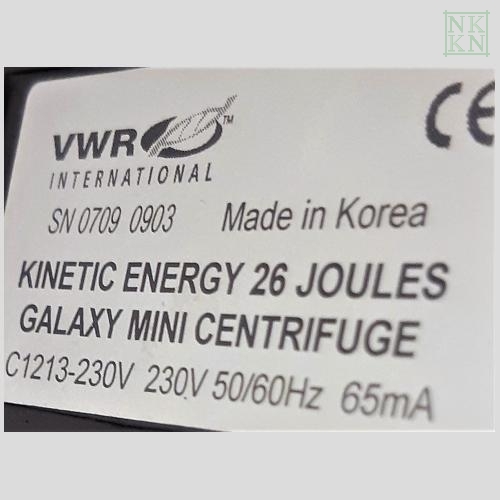 NK
KN
VWR™
CE
INTERNATIONAL
SN 0709 0903 Made in Korea
KINETIC ENERGY 26 JOULES
GALAXY MINI CENTRIFUGE
C1213-230V 230V 50/60Hz 65mA